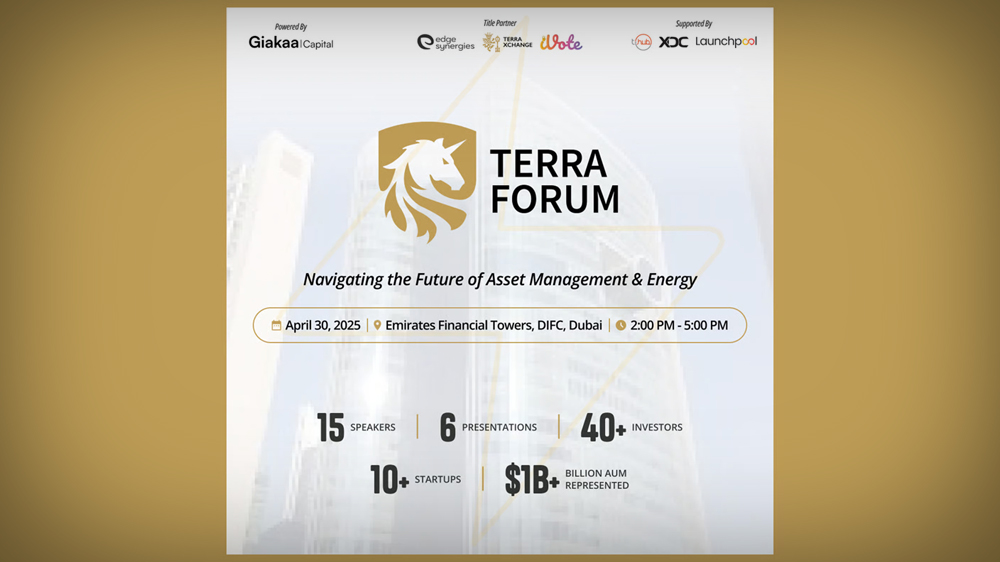 Powered By
Giakaa|Capital
Title Partner
edge
synergies
TERRA
XCHANGE
iVote
Supported By
t hub
XDC
Launchpool
TERRA
FORUM
Navigating the Future of Asset Management & Energy
April 30, 2025 | Emirates Financial Towers, DIFC, Dubai | 2:00 PM - 5:00 PM
15 SPEAKERS | 6 PRESENTATIONS | 40+ INVESTORS
10+ STARTUPS | $1B+ BILLION AUM
REPRESENTED